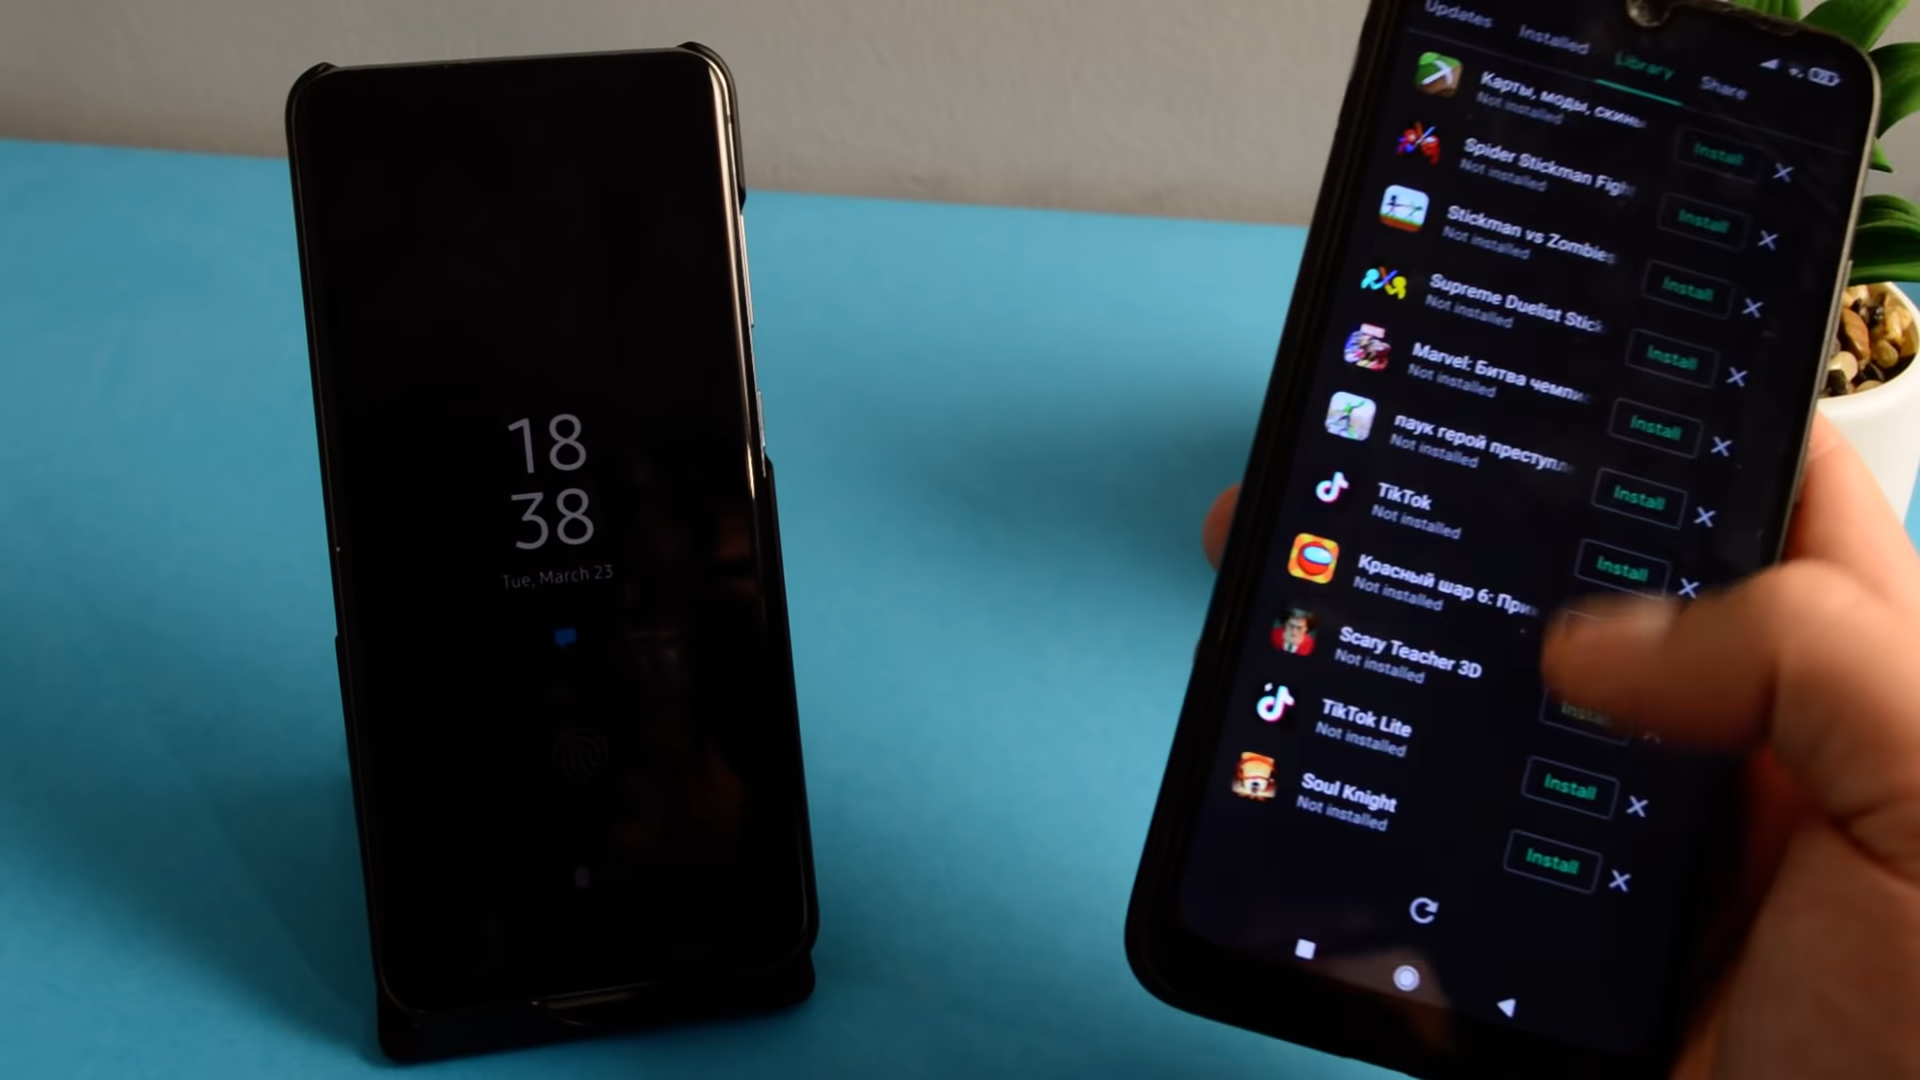 18
38
Tue, March 23
Updates
Installed
Library
Share
Карты, моды, скины
Not installed
Install
Spider Stickman Figh
Not installed
Install
Stickman vs Zombies
Not installed
Install
Supreme Duelist Stick
Not installed
Install
Marvel: Битва чемпи
Not installed
Install
паук герой преступл
Not installed
Install
TikTok
Not installed
Install
Красный шар 6: При
Not installed
Scary Teacher 3D
Not installed
Install
TikTok Lite
Not installed
Install
Soul Knight
Not installed
Install